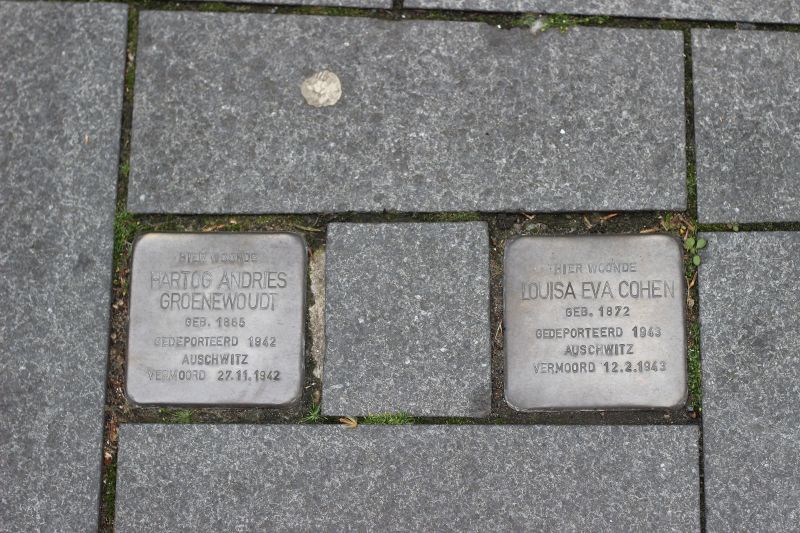 HIER WOONDE
HARTOG ANDRIES
GROENEWOUDT
GEB. 1865
GEDEPORTEERD 1942
AUSCHWITZ
VERMOORD 27.11.1942
HIER WOONDE
LOUISA EVA COHEN
GEB. 1872
GEDEPORTEERD 1943
AUSCHWITZ
VERMOORD 12.2.1943